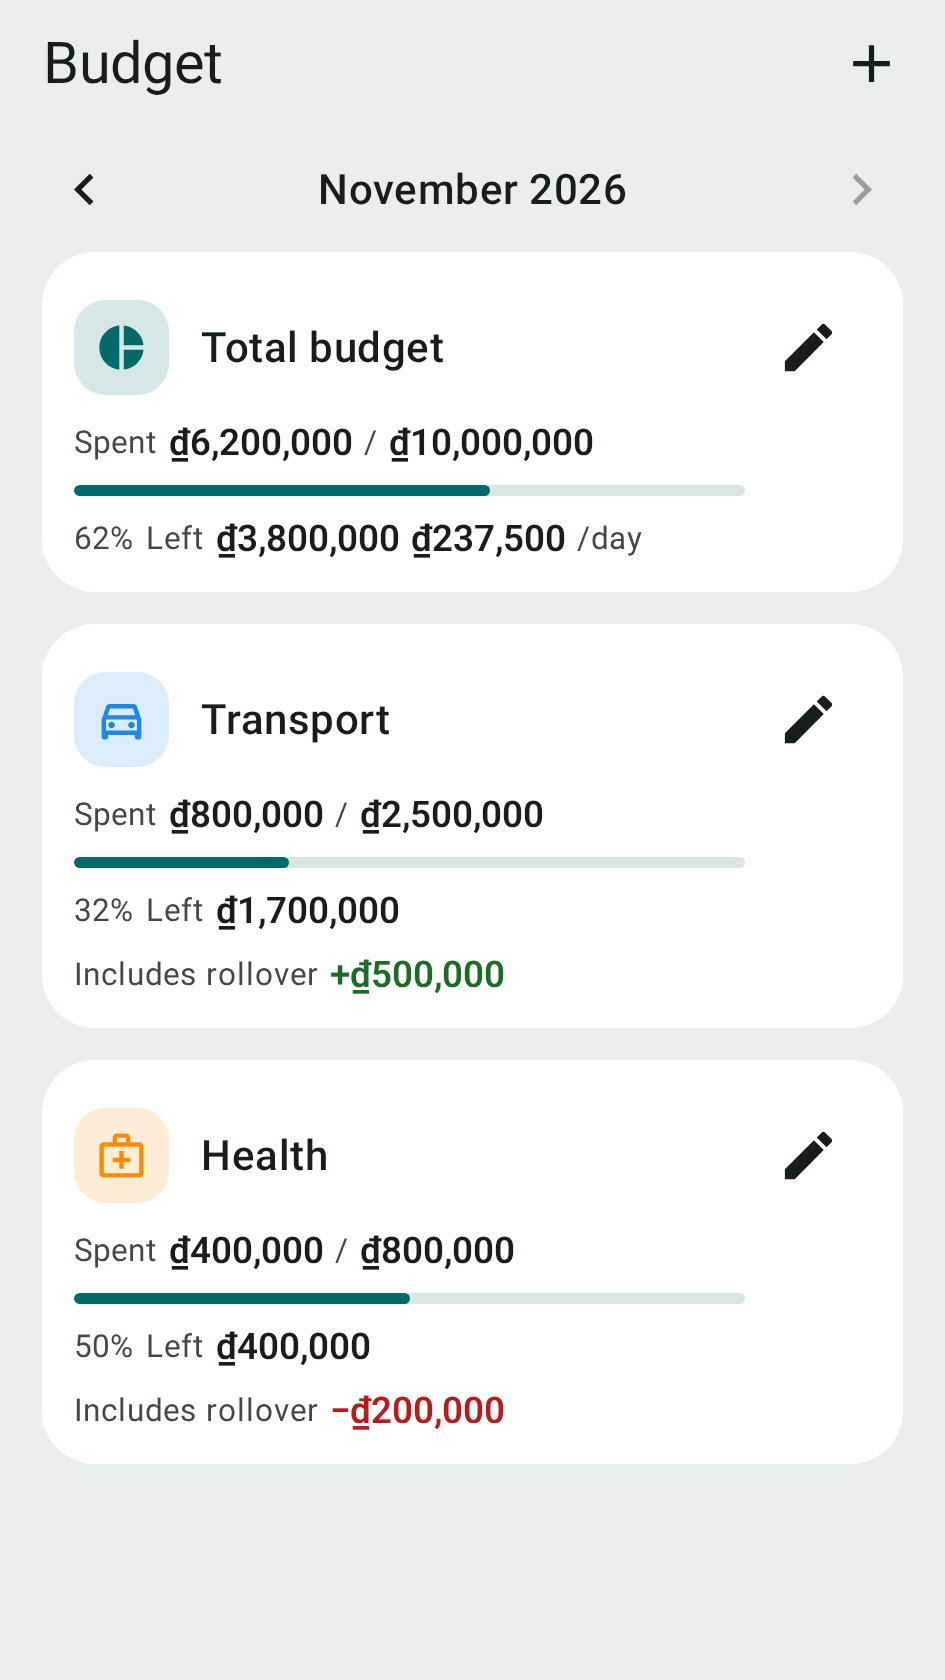 Budget
November 2026
Total budget
Spent ₫6,200,000 / ₫10,000,000
62% Left ₫3,800,000 ₫237,500 /day
Transport
Spent ₫800,000 / ₫2,500,000
32% Left ₫1,700,000
Includes rollover +₫500,000
Health
Spent ₫400,000 / ₫800,000
50% Left ₫400,000
Includes rollover −₫200,000